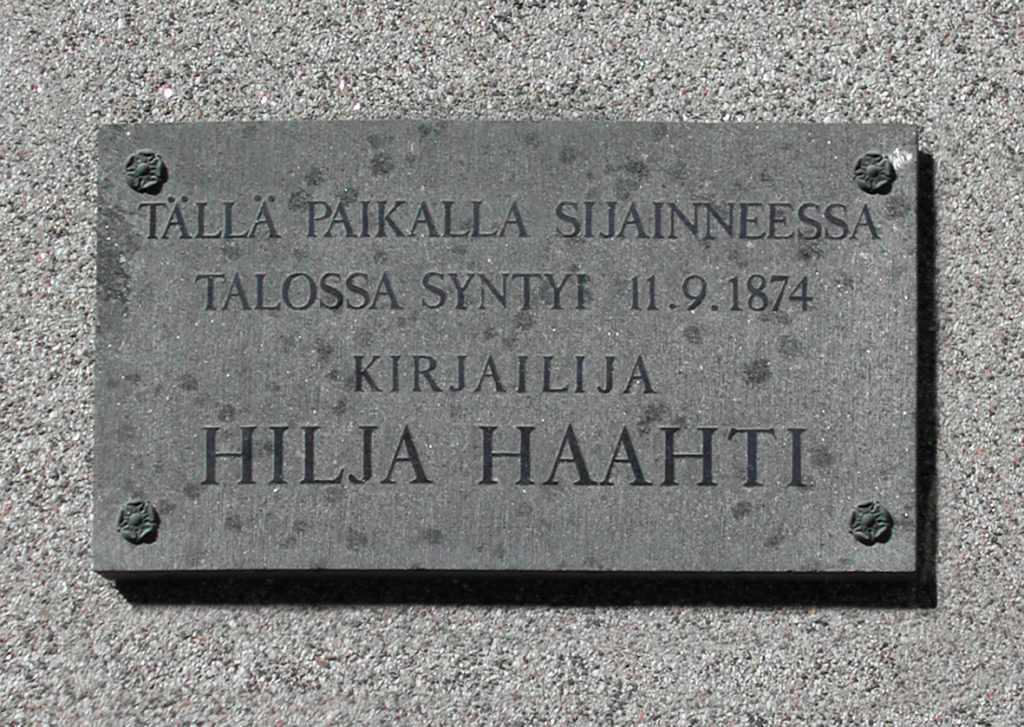 TÄLLÄ PAIKALLA SIJAINNEESSA
TALOSSA SYNTYI 11.9.1874
KIRJAILIJA
HILJA HAAHTI